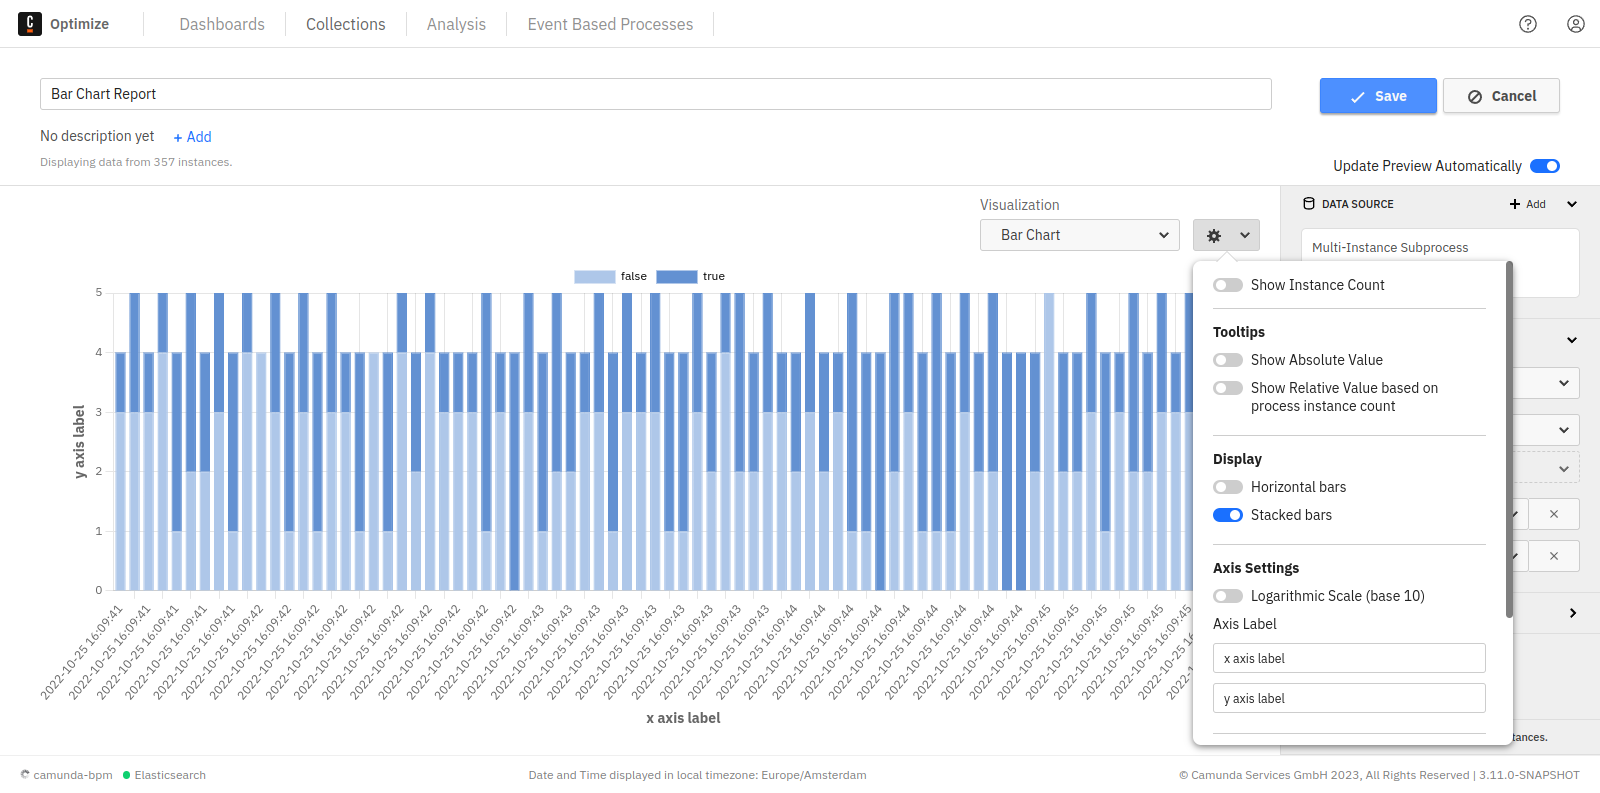 Optimize
Dashboards
Collections
Analysis
Event Based Processes
Bar Chart Report
Save
Cancel
No description yet
+ Add
Displaying data from 357 instances.
Update Preview Automatically
Visualization
Bar Chart
DATA SOURCE
+ Add
Multi-Instance Subprocess
false
true
5
4
3
2
1
0
y axis label
2022-10-25 16:09:41
2022-10-25 16:09:41
2022-10-25 16:09:41
2022-10-25 16:09:41
2022-10-25 16:09:41
2022-10-25 16:09:42
2022-10-25 16:09:42
2022-10-25 16:09:42
2022-10-25 16:09:42
2022-10-25 16:09:42
2022-10-25 16:09:42
2022-10-25 16:09:42
2022-10-25 16:09:42
2022-10-25 16:09:42
2022-10-25 16:09:42
2022-10-25 16:09:43
2022-10-25 16:09:43
2022-10-25 16:09:43
2022-10-25 16:09:43
2022-10-25 16:09:43
2022-10-25 16:09:43
2022-10-25 16:09:43
2022-10-25 16:09:43
2022-10-25 16:09:43
2022-10-25 16:09:44
2022-10-25 16:09:44
2022-10-25 16:09:44
2022-10-25 16:09:44
2022-10-25 16:09:44
2022-10-25 16:09:44
2022-10-25 16:09:44
2022-10-25 16:09:44
2022-10-25 16:09:44
2022-10-25 16:09:45
2022-10-25 16:09:45
2022-10-25 16:09:45
2022-10-25 16:09:45
2022-10-25 16:09:45
2022-10-25 16:09:45
x axis label
Show Instance Count
Tooltips
Show Absolute Value
Show Relative Value based on
process instance count
Display
Horizontal bars
Stacked bars
Axis Settings
Logarithmic Scale (base 10)
Axis Label
x axis label
y axis label
tances.
camunda-bpm
Elasticsearch
Date and Time displayed in local timezone: Europe/Amsterdam
© Camunda Services GmbH 2023, All Rights Reserved | 3.11.0-SNAPSHOT